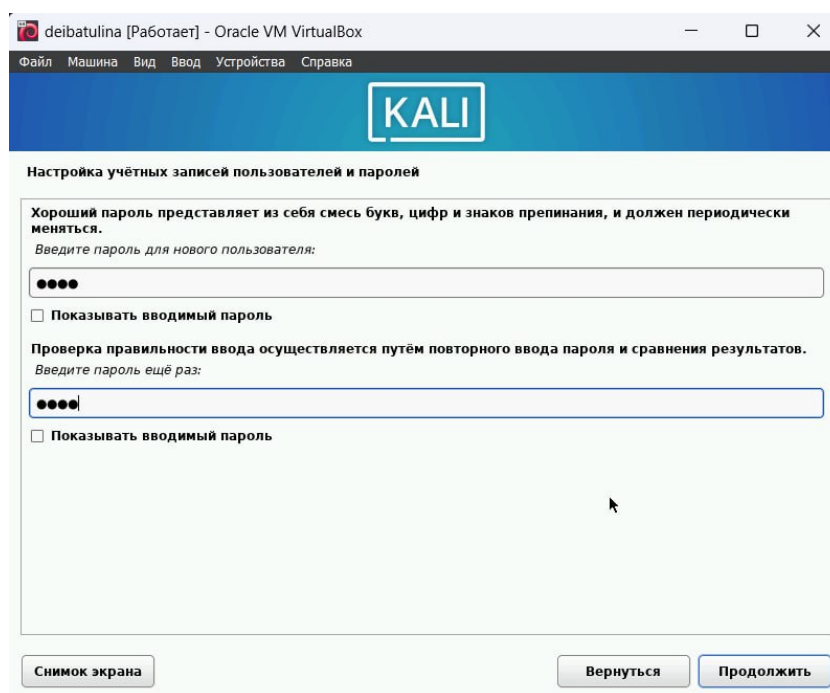 deibatulina [Работает] - Oracle VM VirtualBox
Файл Машина Вид Ввод Устройства Справка
KALI
Настройка учётных записей пользователей и паролей
Хороший пароль представляет из себя смесь букв, цифр и знаков препинания, и должен периодически
меняться.
Введите пароль для нового пользователя:
●●●●
Показывать вводимый пароль
Проверка правильности ввода осуществляется путём повторного ввода пароля и сравнения результатов.
Введите пароль ещё раз:
●●●●
Показывать вводимый пароль
Снимок экрана Вернуться Продолжить